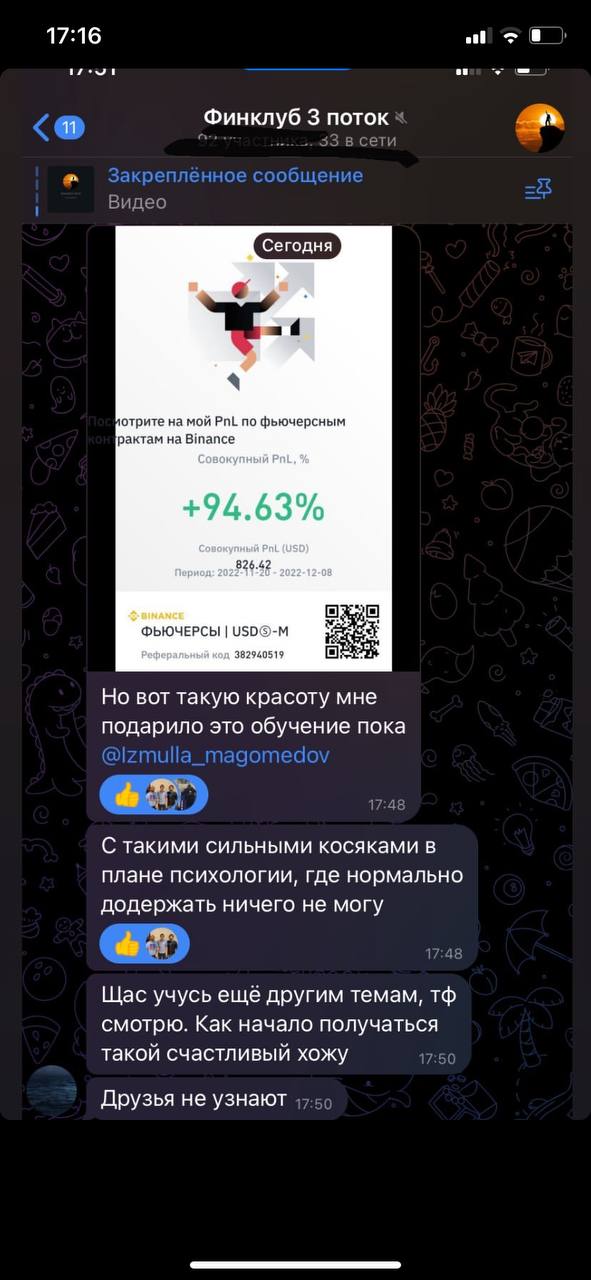 17:16
17:51
11
Финклуб 3 поток
92 участника, 33 в сети
Закреплённое сообщение
Видео
Сегодня
Посмотрите на мой PnL по фьючерсным
контрактам на Binance
Совокупный PnL, %
+94.63%
Совокупный PnL (USD)
826.42
Период: 2022-11-20 - 2022-12-08
BINANCE
ФЬЮЧЕРСЫ | USDⓈ-M
Реферальный код 382940519
Но вот такую красоту мне
подарило это обучение пока
@Izmulla_magomedov
17:48
С такими сильными косяками в
плане психологии, где нормально
додержать ничего не могу
17:48
Щас учусь ещё другим темам, тф
смотрю. Как начало получаться
такой счастливый хожу
17:50
Друзья не узнают 17:50